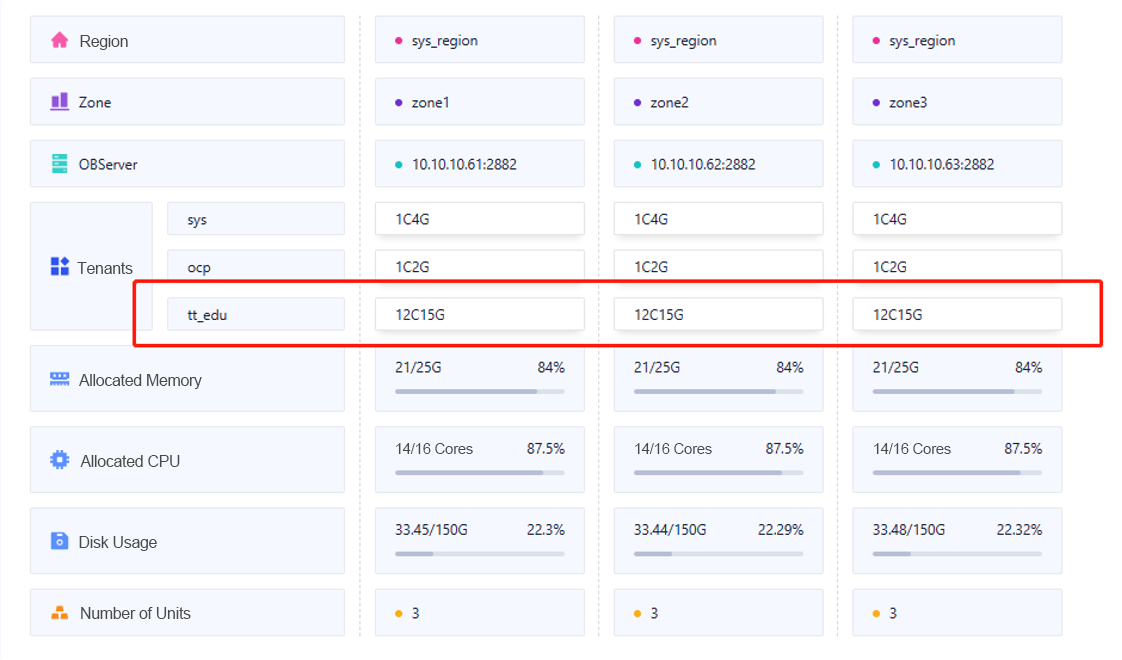 Region sys_region sys_region sys_region
Zone zone1 zone2 zone3
OBServer 10.10.10.61:2882 10.10.10.62:2882 10.10.10.63:2882
sys 1C4G 1C4G 1C4G
Tenants ocp 1C2G 1C2G 1C2G
tt_edu 12C15G 12C15G 12C15G
Allocated Memory 21/25G 84% 21/25G 84% 21/25G 84%
Allocated CPU 14/16 Cores 87.5% 14/16 Cores 87.5% 14/16 Cores 87.5%
Disk Usage 33.45/150G 22.3% 33.44/150G 22.29% 33.48/150G 22.32%
Number of Units 3 3 3